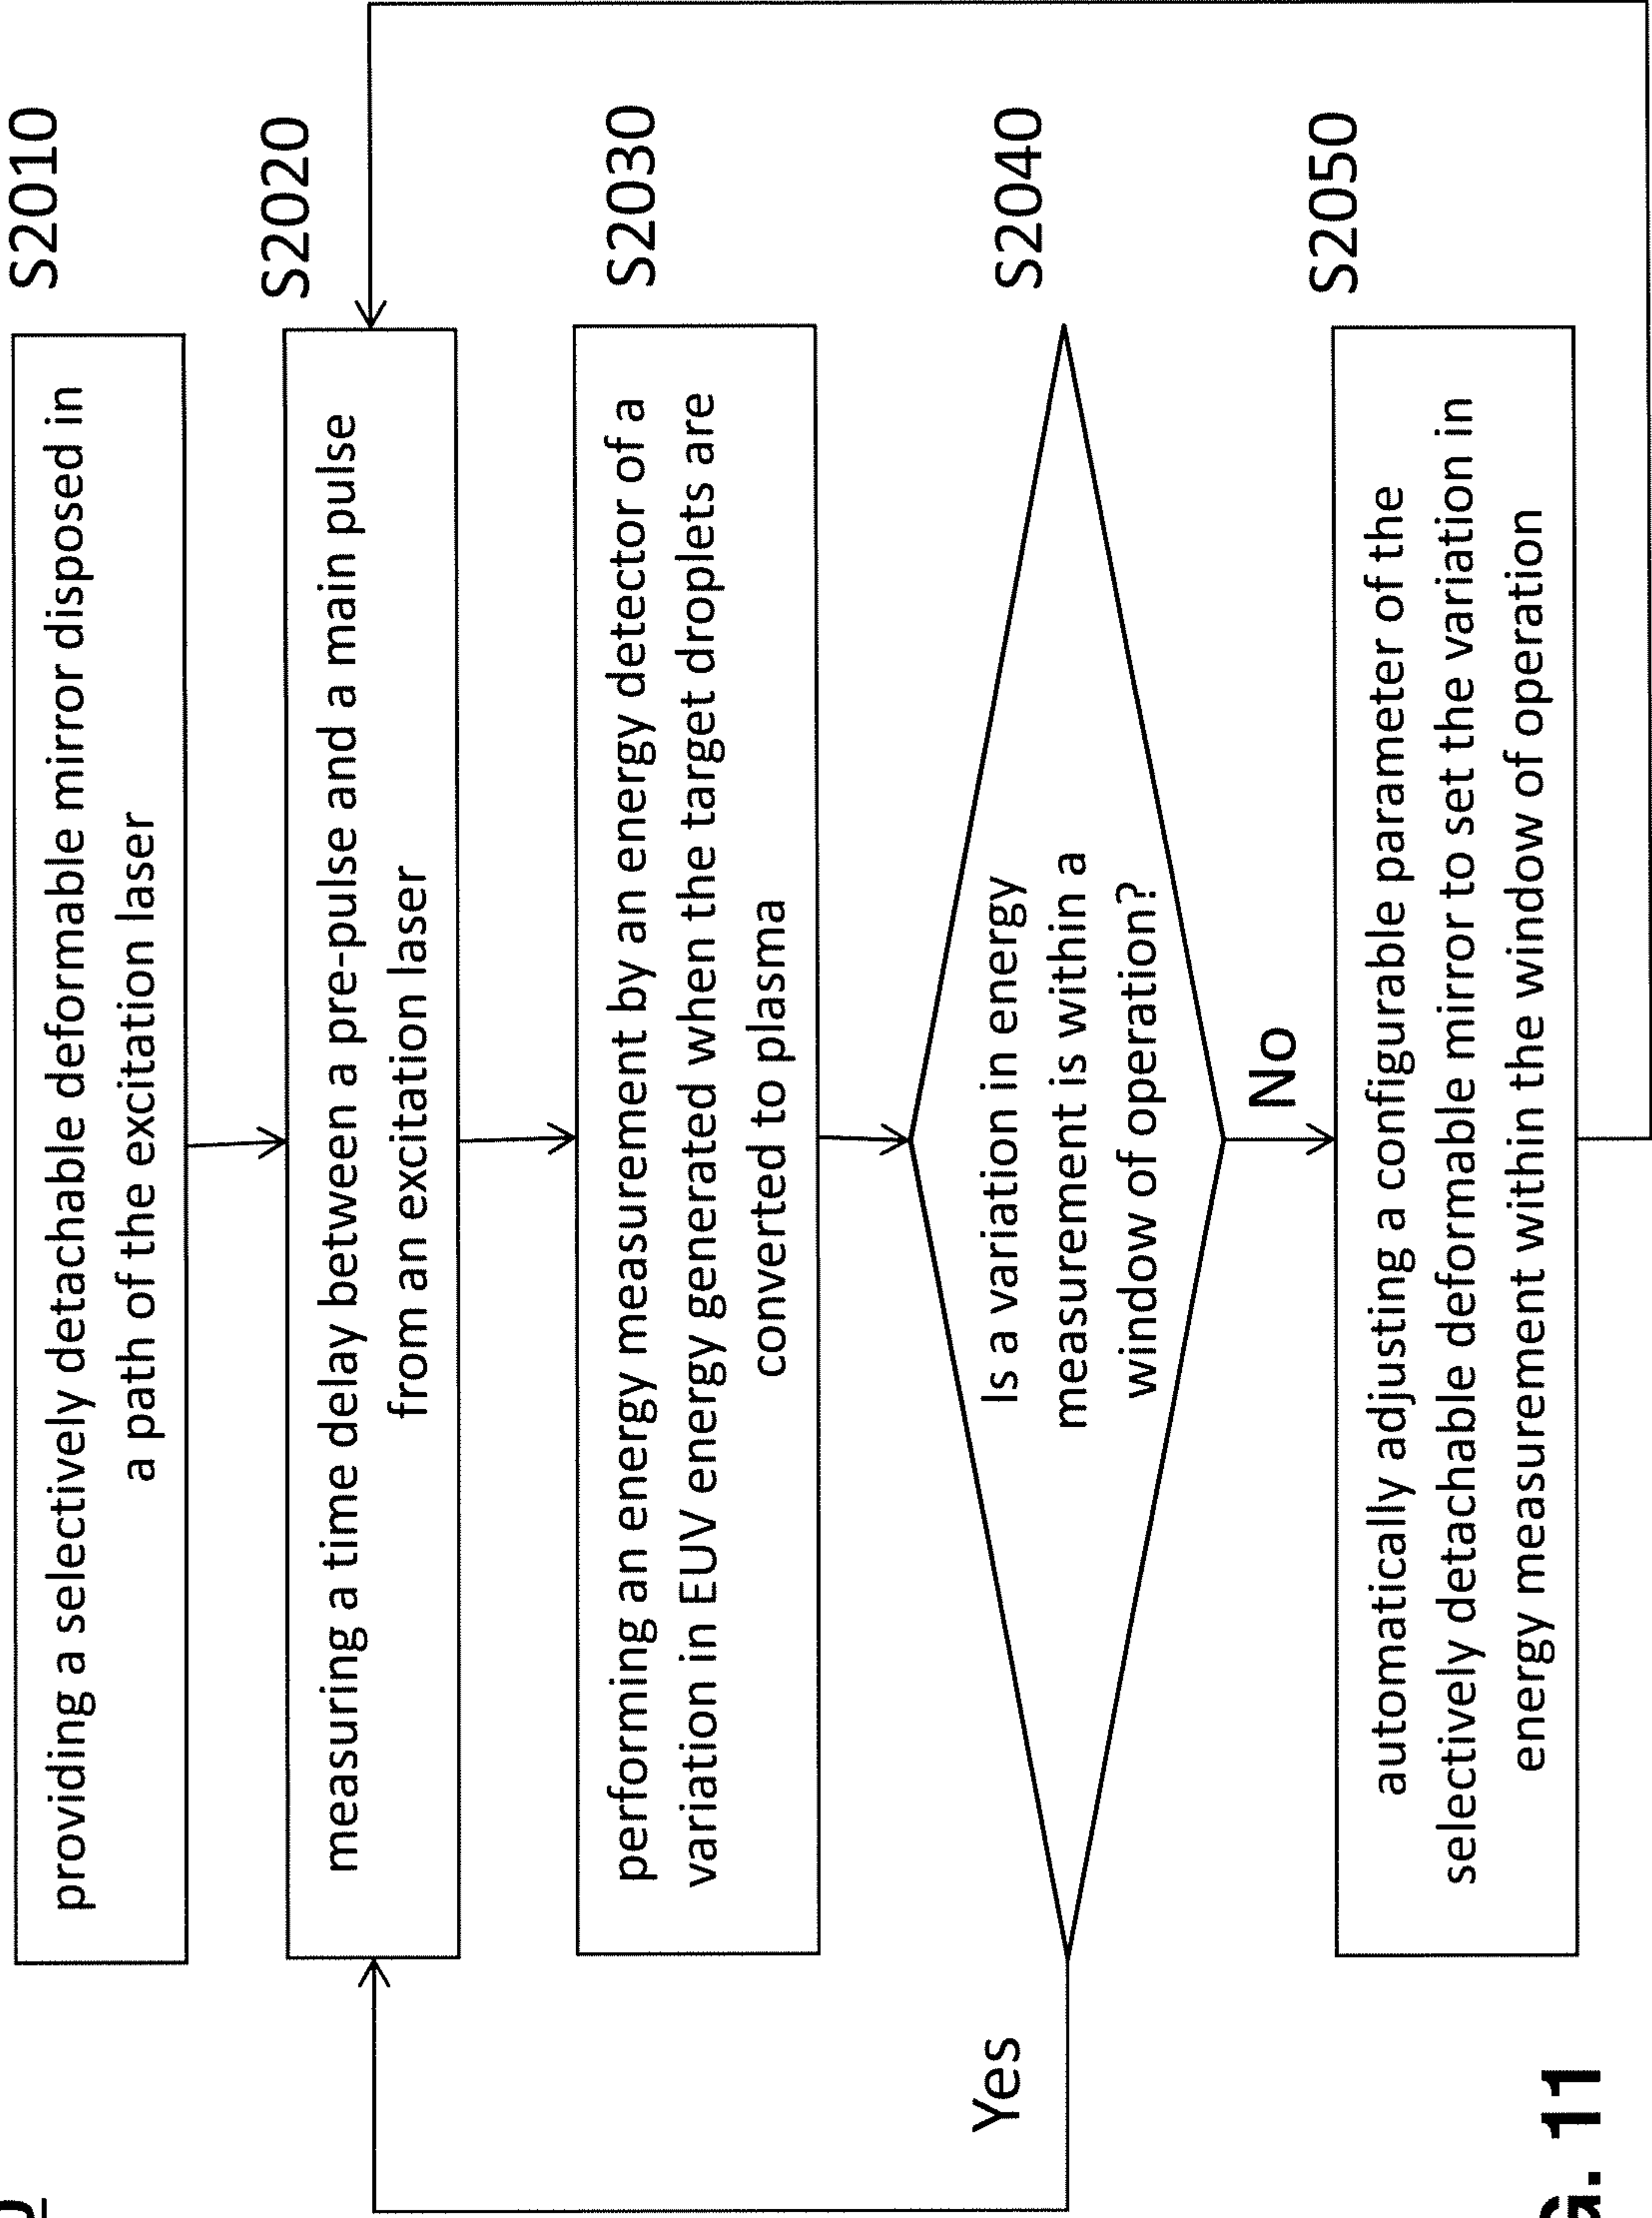 S2010
providing a selectively detachable deformable mirror disposed in
a path of the excitation laser
S2020
measuring a time delay between a pre-pulse and a main pulse
from an excitation laser
S2030
performing an energy measurement by an energy detector of a
variation in EUV energy generated when the target droplets are
converted to plasma
S2040
Is a variation in energy
measurement is within a
window of operation?
Yes
No
S2050
automatically adjusting a configurable parameter of the
selectively detachable deformable mirror to set the variation in
energy measurement within the window of operation
G. 11